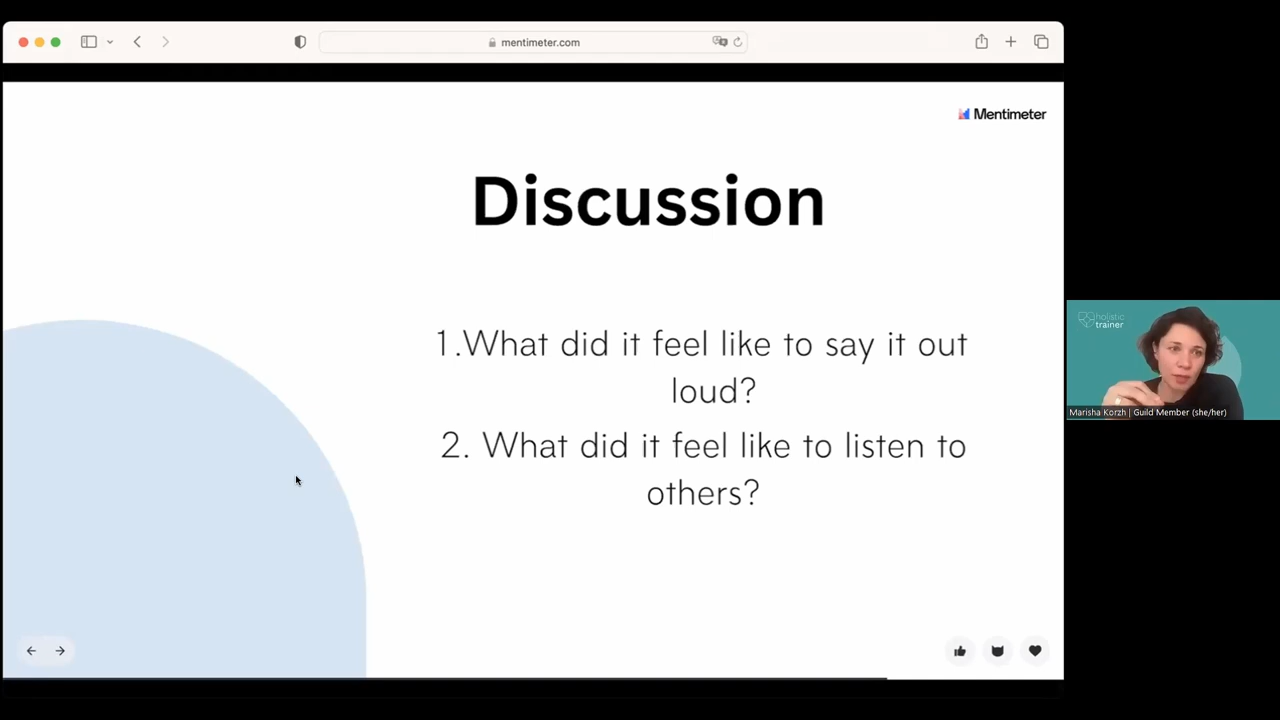 mentimeter.com
Mentimeter
Discussion
1.What did it feel like to say it out
loud?
2. What did it feel like to listen to
others?
holistic
trainer
Marisha Korzh | Guild Member (she/her)